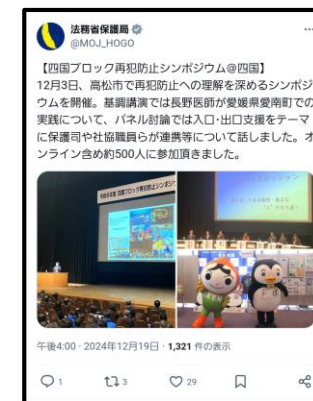 法務省保護局
@MOJ_HOGO
【四国ブロック再犯防止シンポジウム@四国】
12月3日、高松市で再犯防止への理解を深めるシンポジ
ウムを開催。基調講演では長野医師が愛媛県愛南町での
実践について、パネル討論では入口・出口支援をテーマ
に保護司や社協職員らが連携等について話しました。オ
ンライン含め約500人に参加頂きました。
午後4:00・2024年12月19日・1,321 件の表示
1 3 29